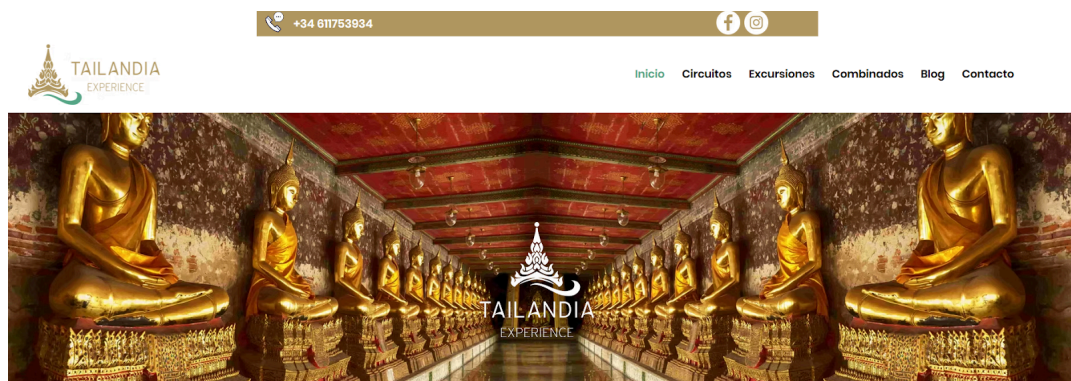 +34 611753934
TAILANDIA
EXPERIENCE
Inicio Circuitos Excursiones Combinados Blog Contacto
TAILANDIA
EXPERIENCE